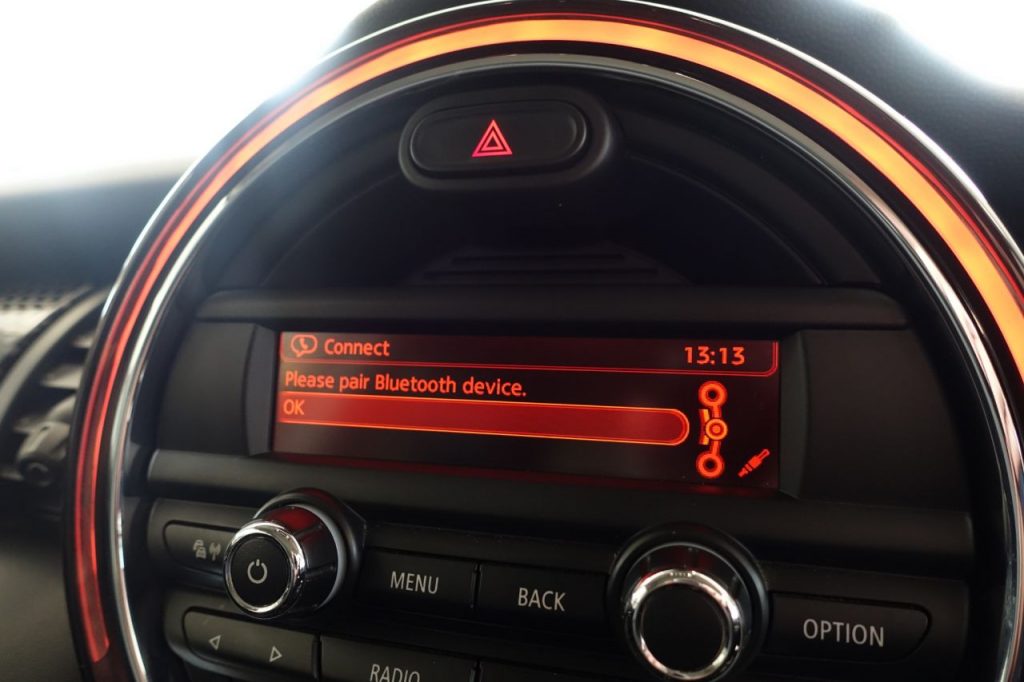 Connect 13:13
Please pair Bluetooth device.
OK
MENU
BACK
OPTION
RADIO